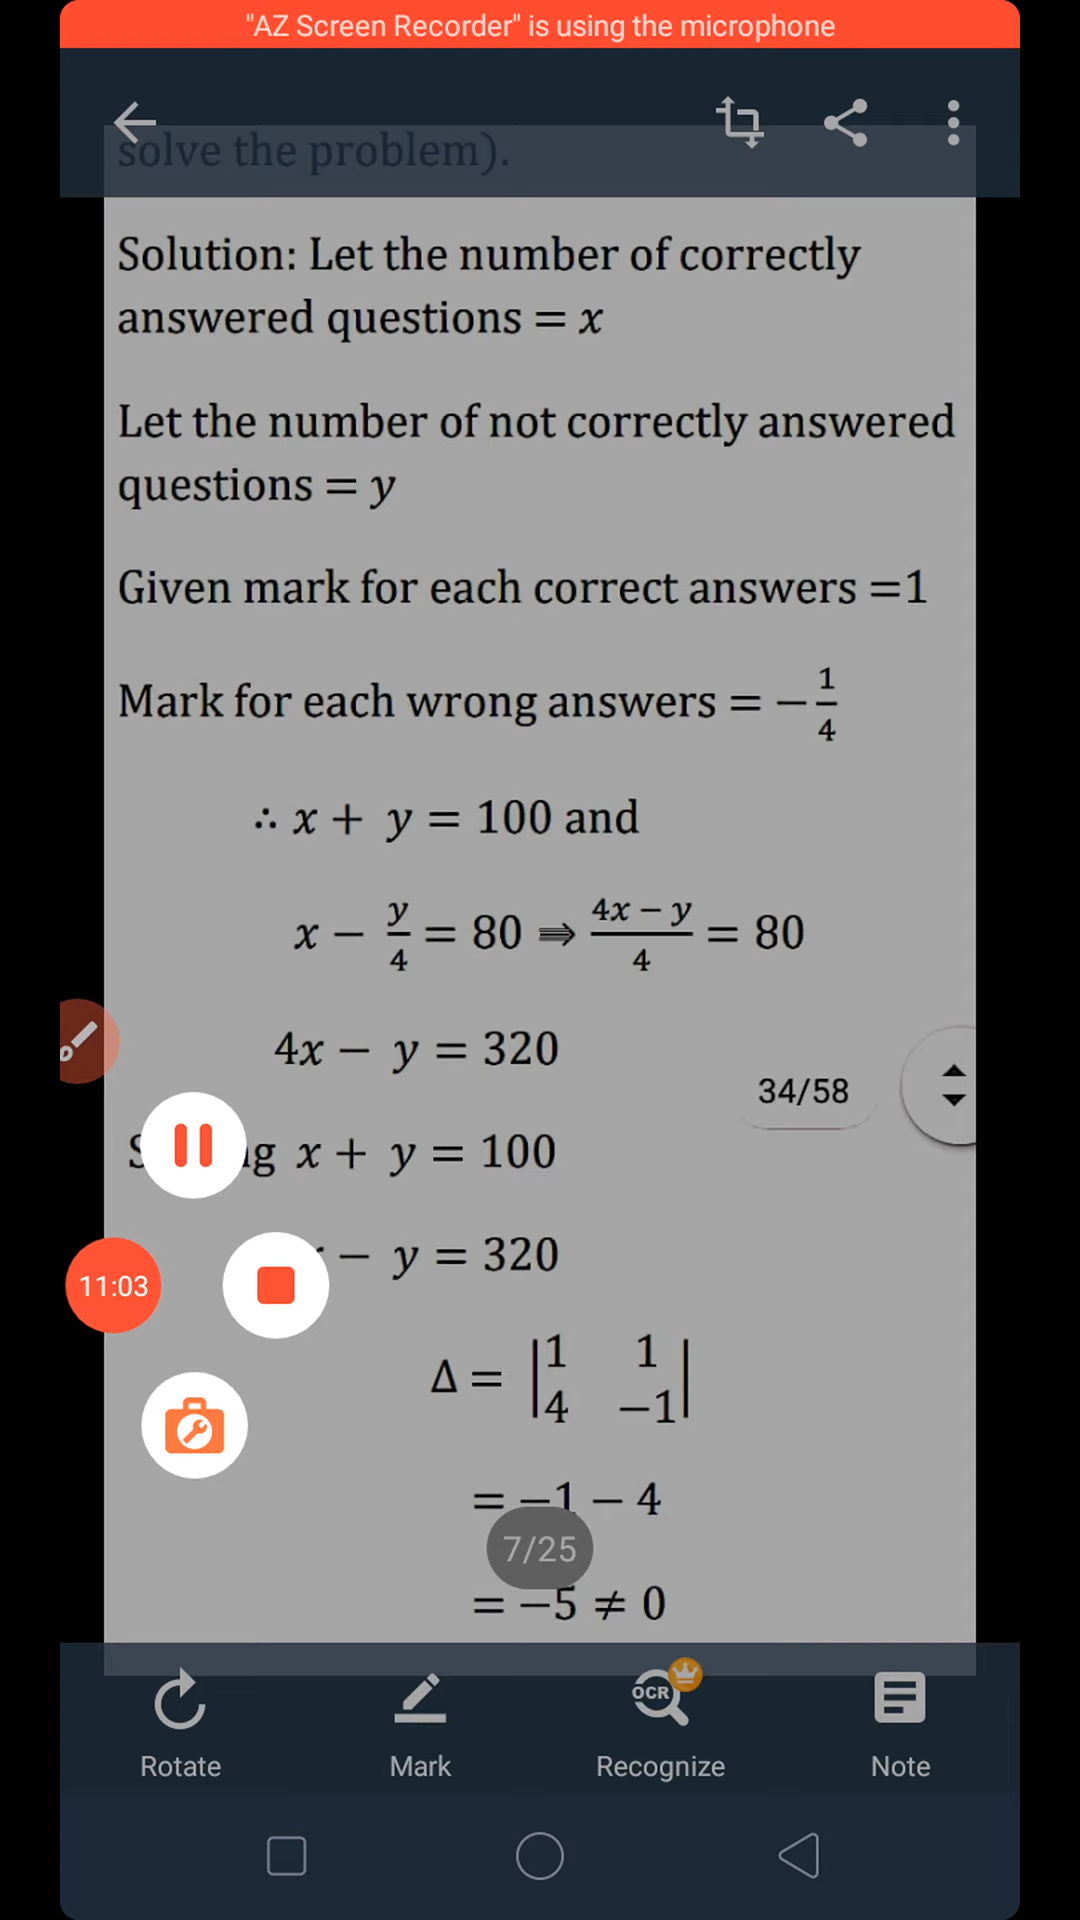 "AZ Screen Recorder" is using the microphone
solve the problem).
Solution: Let the number of correctly
answered questions = x
Let the number of not correctly answered
questions = y
Given mark for each correct answers =1
Mark for each wrong answers = −1/4
∴ x + y = 100 and
x − y/4 = 80 ⇛ (4x − y)/4 = 80
4x − y = 320
34/58
x + y = 100
− y = 320
11:03
Δ = |1 1|
|4 −1|
= −1 − 4
7/25
= −5 ≠ 0
OCR
Rotate Mark Recognize Note